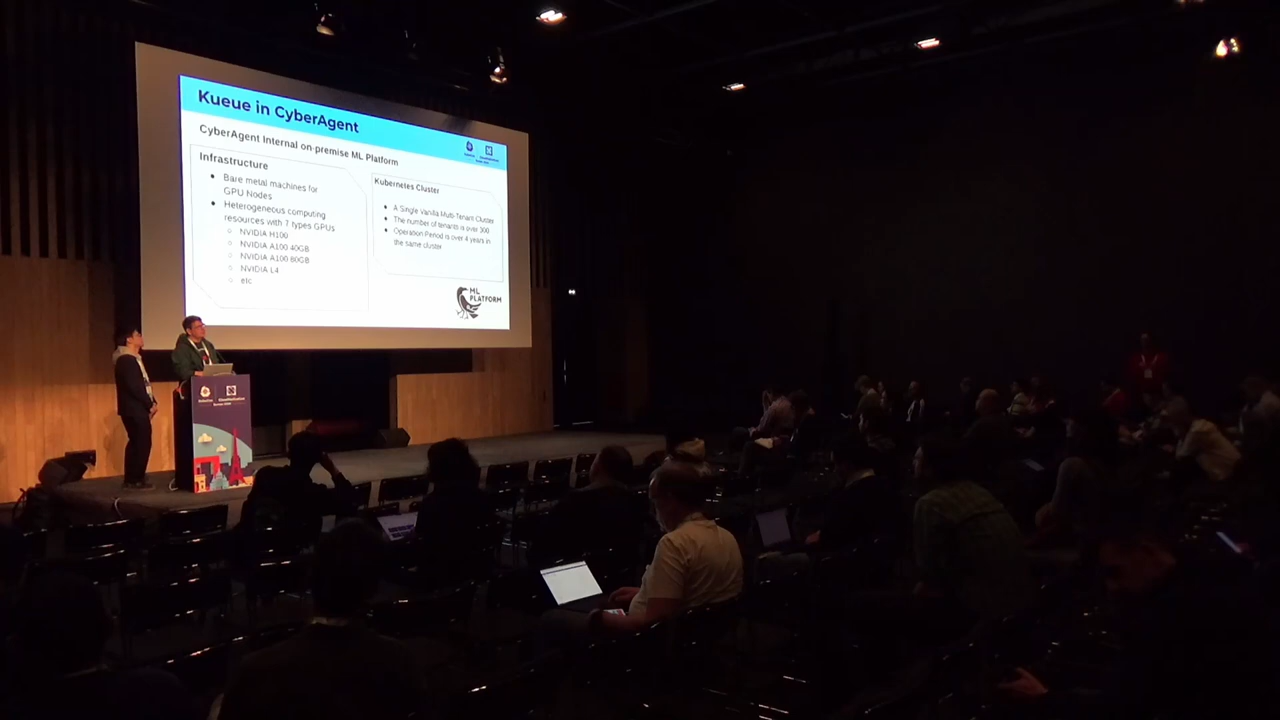 Kueue in CyberAgent
CyberAgent Internal on-premise ML Platform
Infrastructure
Bare metal machines for
GPU Nodes
Heterogeneous computing
resources with 7 types GPUs
NVIDIA H100
NVIDIA A100 40GB
NVIDIA A100 80GB
NVIDIA L4
etc
Kubernetes Cluster
A Single Vanilla Multi-Tenant Cluster
The number of tenants is over 300
Operation Period is over 4 years in
the same cluster
ML
PLATFORM
KubeCon
CloudNativeCon